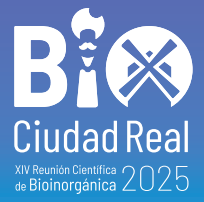 BIO
Ciudad Real
XIV Reunión Científica
de Bioinorgánica 2025